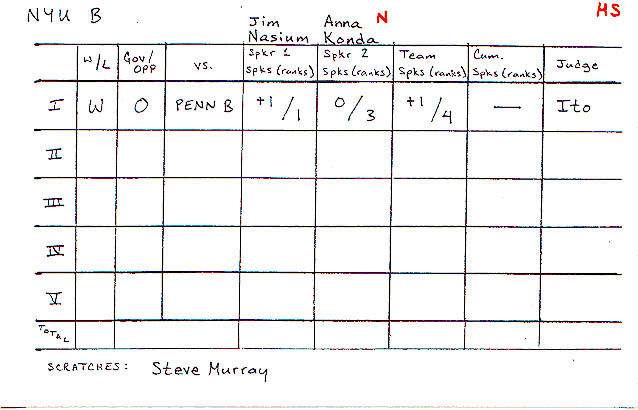 NYU B
Jim Anna N HS
Nasium Konda
W/L Gov/ OPP vs. Spkr 1 Spks (ranks) Spkr 2 Spks (ranks) Team Spks (ranks) Cum. Spks (ranks) Judge
I W O PENN B +1/1 0/3 +1/4 — Ito
II
III
IV
V
TOTAL
SCRATCHES: Steve Murray